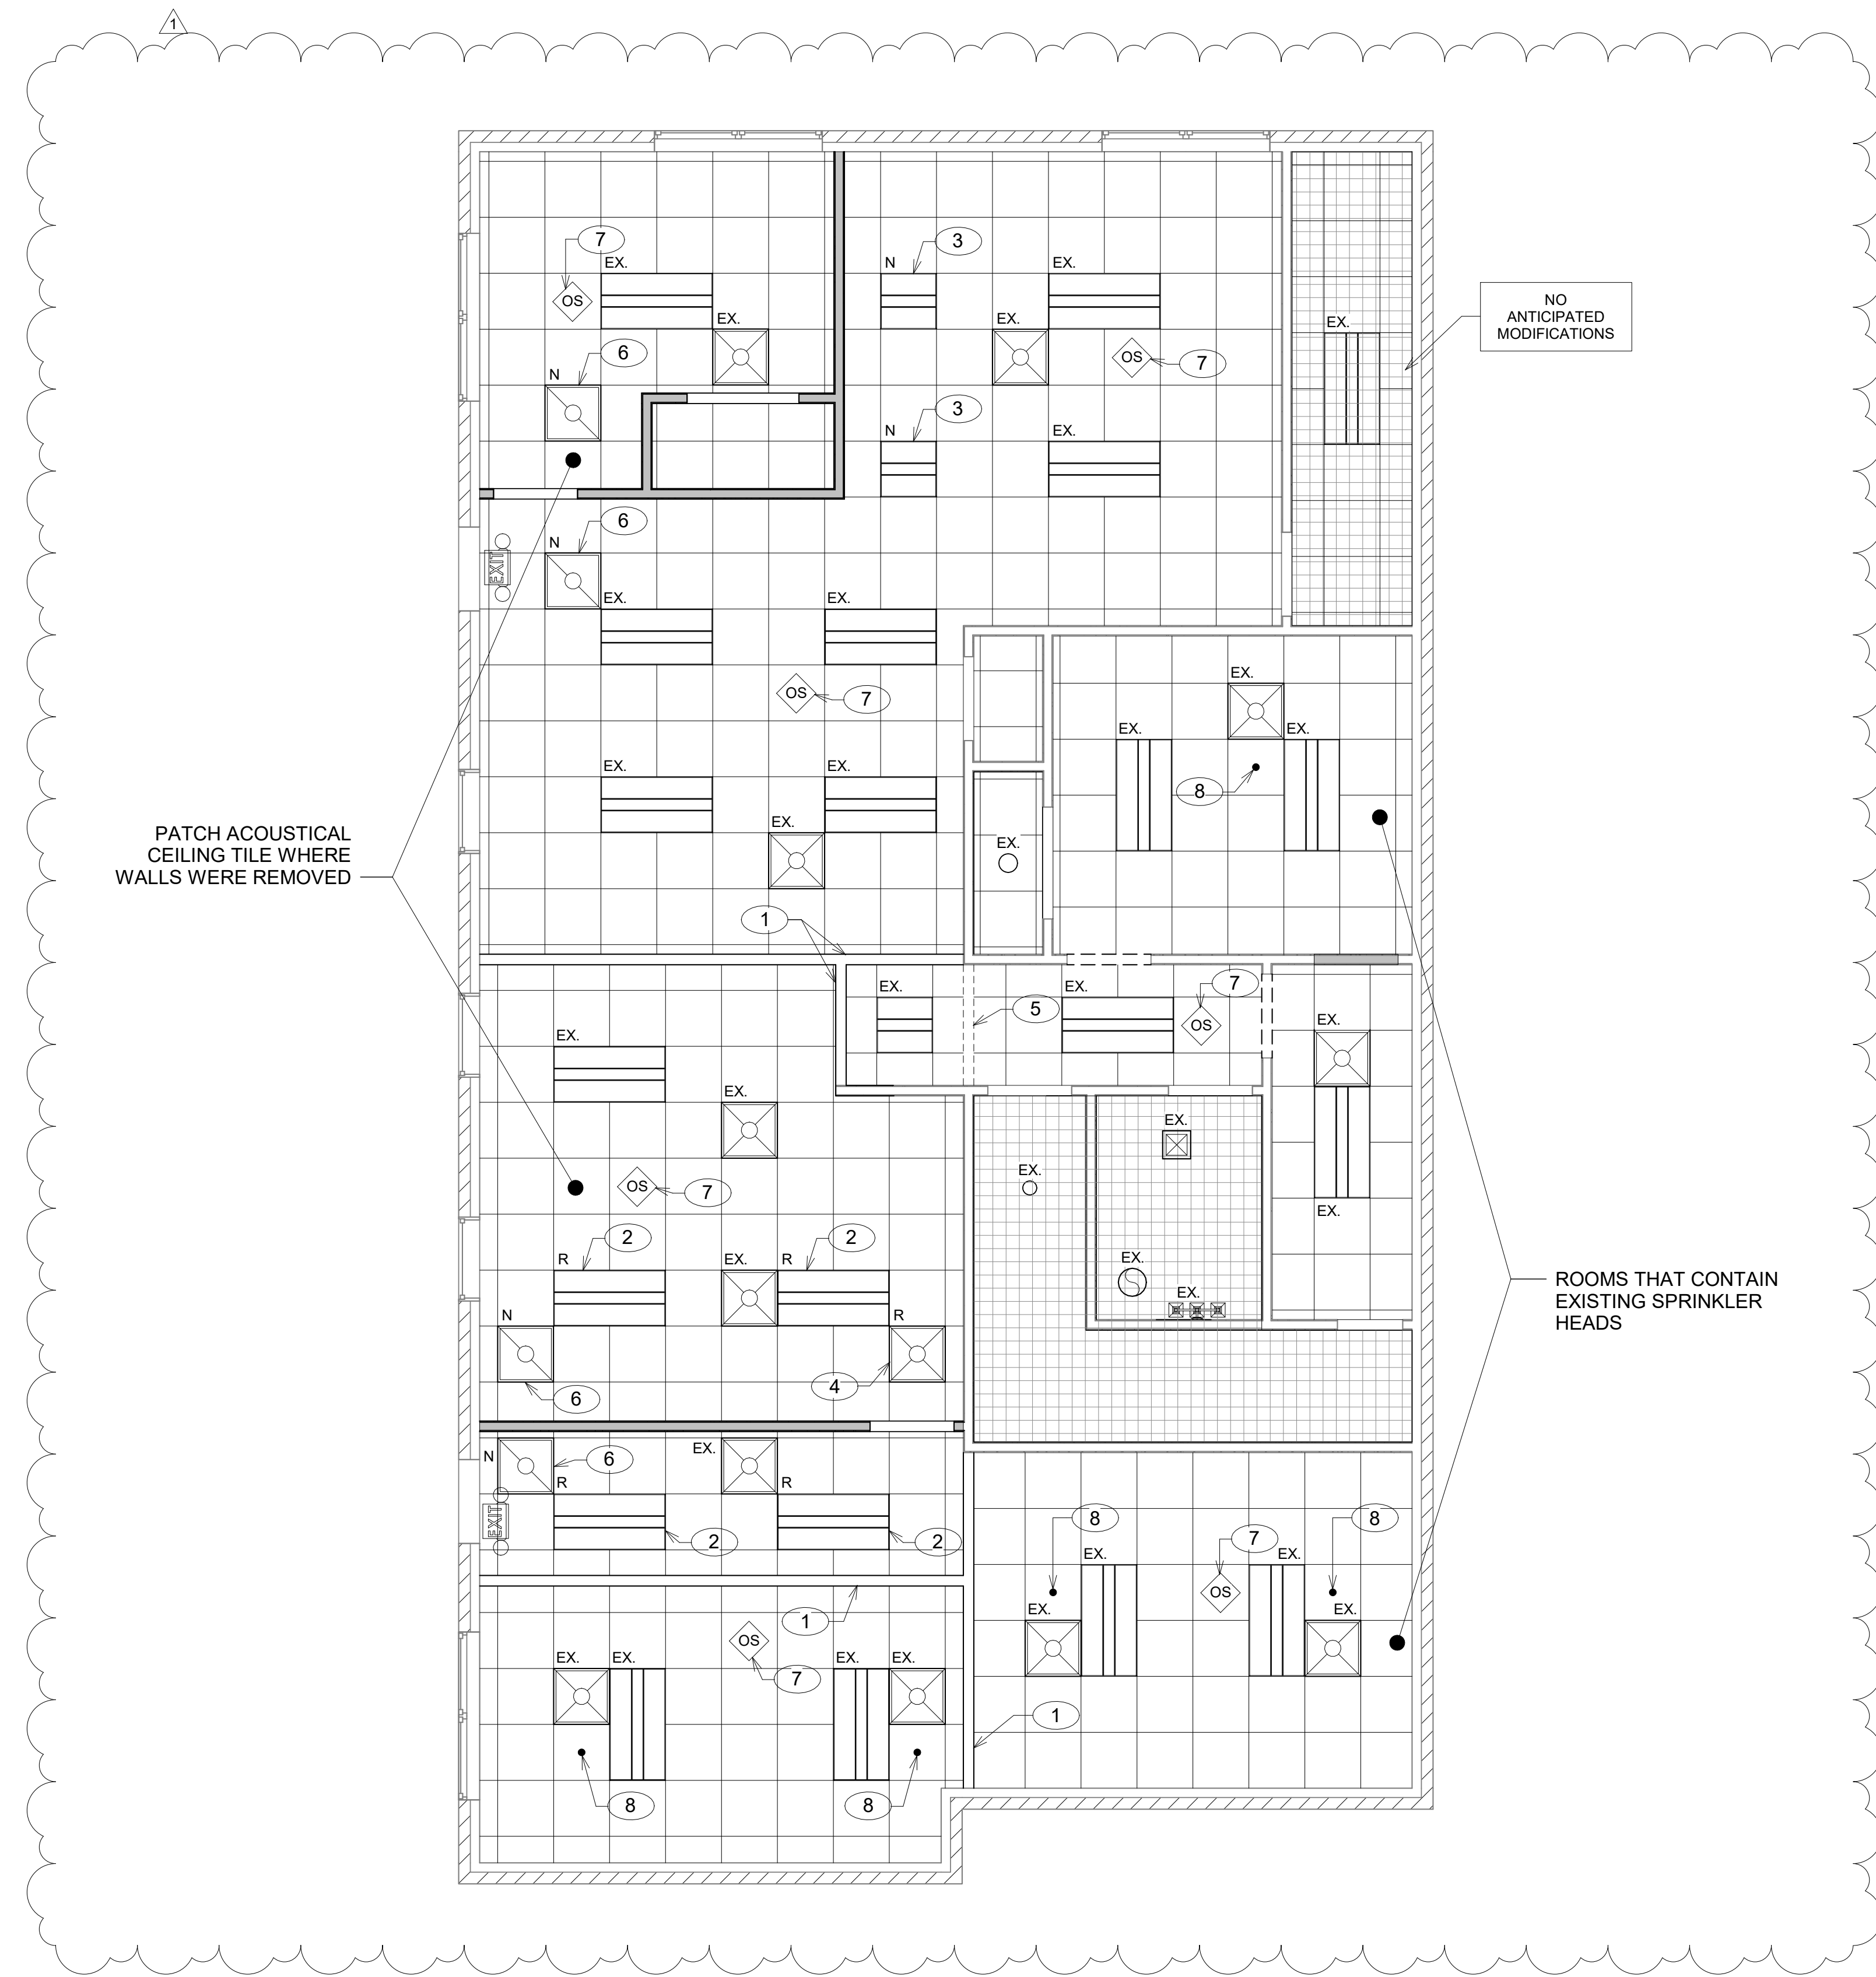 1
7
EX.
OS
EX.
6
N
N
3
EX.
EX.
OS
7
N
3
EX.
EX.
NO
ANTICIPATED
MODIFICATIONS
6
N
EXIT
EX.
EX.
OS
7
EX.
EX.
EX.
EX.
EX.
EX.
8
EX.
PATCH ACOUSTICAL
CEILING TILE WHERE
WALLS WERE REMOVED
1
EX.
5
EX.
7
OS
EX.
EX.
EX.
EX.
OS
7
EX.
EX.
EX.
EX.
R
2
EX.
R
2
N
R
6
4
ROOMS THAT CONTAIN
EXISTING SPRINKLER
HEADS
N
6
EX.
R
R
EXIT
2
2
8
7
8
EX.
EX.
OS
EX.
EX.
1
OS
7
EX.
EX.
EX.
EX.
1
8
8